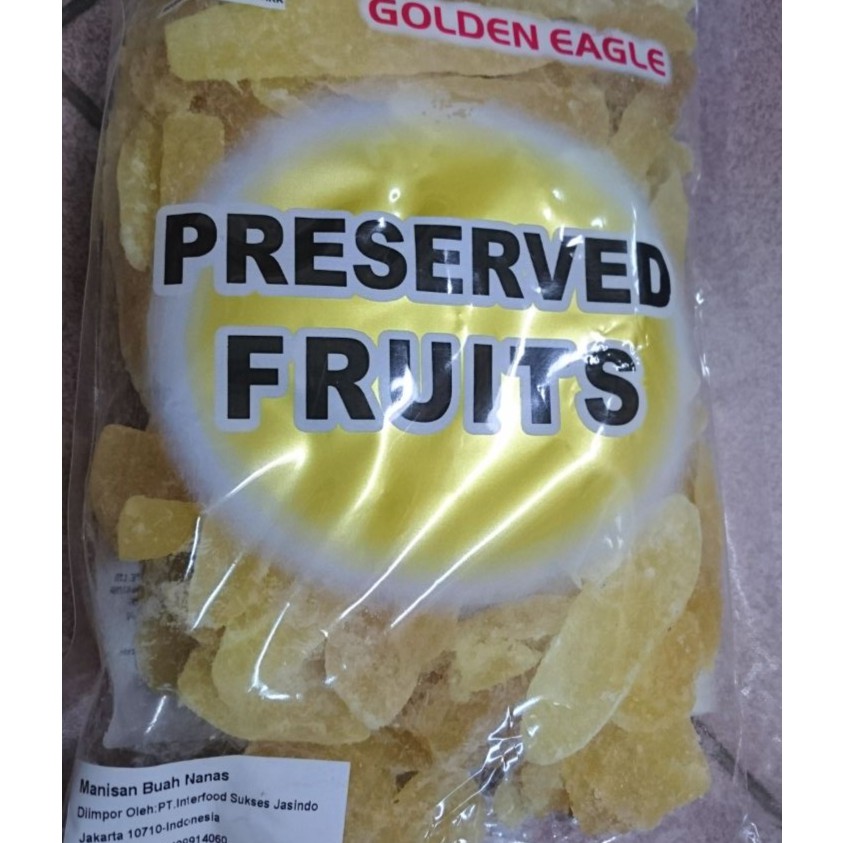 GOLDEN EAGLE
PRESERVED
FRUITS
Manisan Buah Nanas
Diimpor Oleh:PT.Interfood Sukses Jasindo
Jakarta 10710-Indonesia